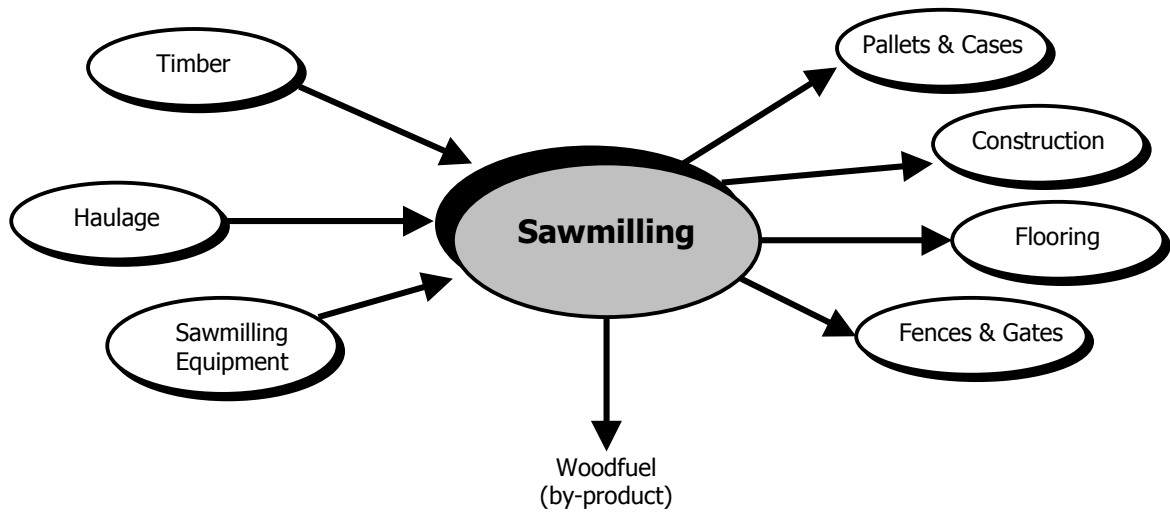 Timber
Haulage
Sawmilling
Equipment
Sawmilling
Pallets & Cases
Construction
Flooring
Fences & Gates
Woodfuel
(by-product)